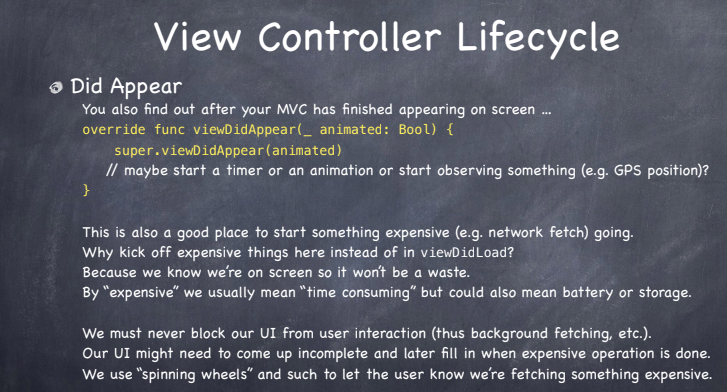 View Controller Lifecycle
Did Appear
You also find out after your MVC has finished appearing on screen ...
override func viewDidAppear(_ animated: Bool) {
super.viewDidAppear(animated)
// maybe start a timer or an animation or start observing something (e.g. GPS position)?
}
This is also a good place to start something expensive (e.g. network fetch) going.
Why kick off expensive things here instead of in viewDidLoad?
Because we know we’re on screen so it won’t be a waste.
By “expensive” we usually mean “time consuming” but could also mean battery or storage.
We must never block our UI from user interaction (thus background fetching, etc.).
Our UI might need to come up incomplete and later fill in when expensive operation is done.
We use “spinning wheels” and such to let the user know we’re fetching something expensive.